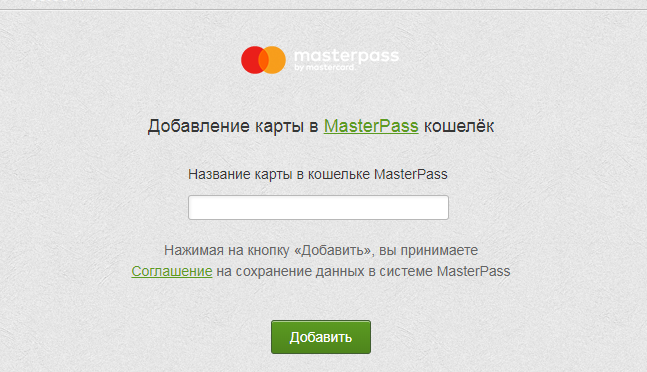 masterpass
by mastercard
Добавление карты в MasterPass кошелёк
Название карты в кошельке MasterPass
Нажимая на кнопку «Добавить», вы принимаете
Соглашение на сохранение данных в системе MasterPass
Добавить